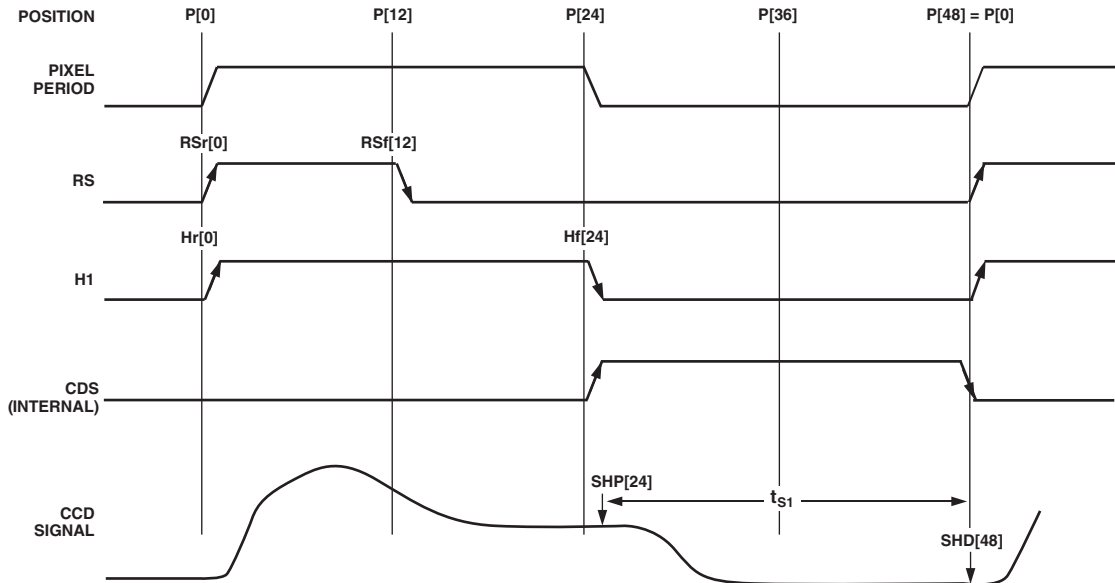 POSITION P[0] P[12] P[24] P[36] P[48] = P[0]
PIXEL
PERIOD
RSr[0] RSf[12]
RS
Hr[0] Hf[24]
H1
CDS
(INTERNAL)
SHP[24]
tS1
CCD
SIGNAL
SHD[48]